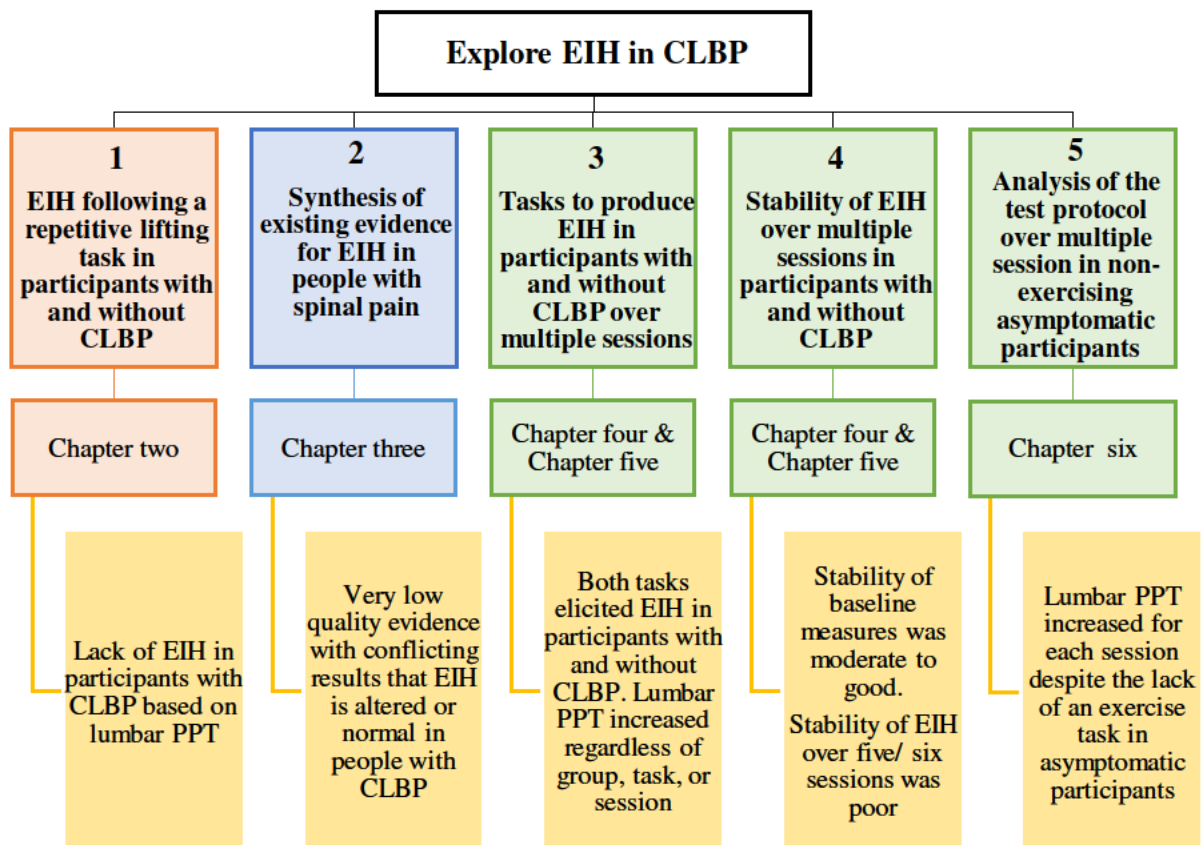 Explore EIH in CLBP
1
EIH following a
repetitive lifting
task in
participants with
and without
CLBP
2
Synthesis of
existing evidence
for EIH in
people with
spinal pain
3
Tasks to produce
EIH in
participants with
and without
CLBP over
multiple sessions
4
Stability of EIH
over multiple
sessions in
participants with
and without
CLBP
5
Analysis of the
test protocol
over multiple
session in non-
exercising
asymptomatic
participants
Chapter two
Chapter three
Chapter four &
Chapter five
Chapter four &
Chapter five
Chapter six
Lack of EIH in
participants with
CLBP based on
lumbar PPT
Very low
quality evidence
with conflicting
results that EIH
is altered or
normal in
people with
CLBP
Both tasks
elicited EIH in
participants with
and without
CLBP. Lumbar
PPT increased
regardless of
group, task, or
session
Stability of
baseline
measures was
moderate to
good.
Stability of EIH
over five/ six
sessions was
poor
Lumbar PPT
increased for
each session
despite the lack
of an exercise
task in
asymptomatic
participants